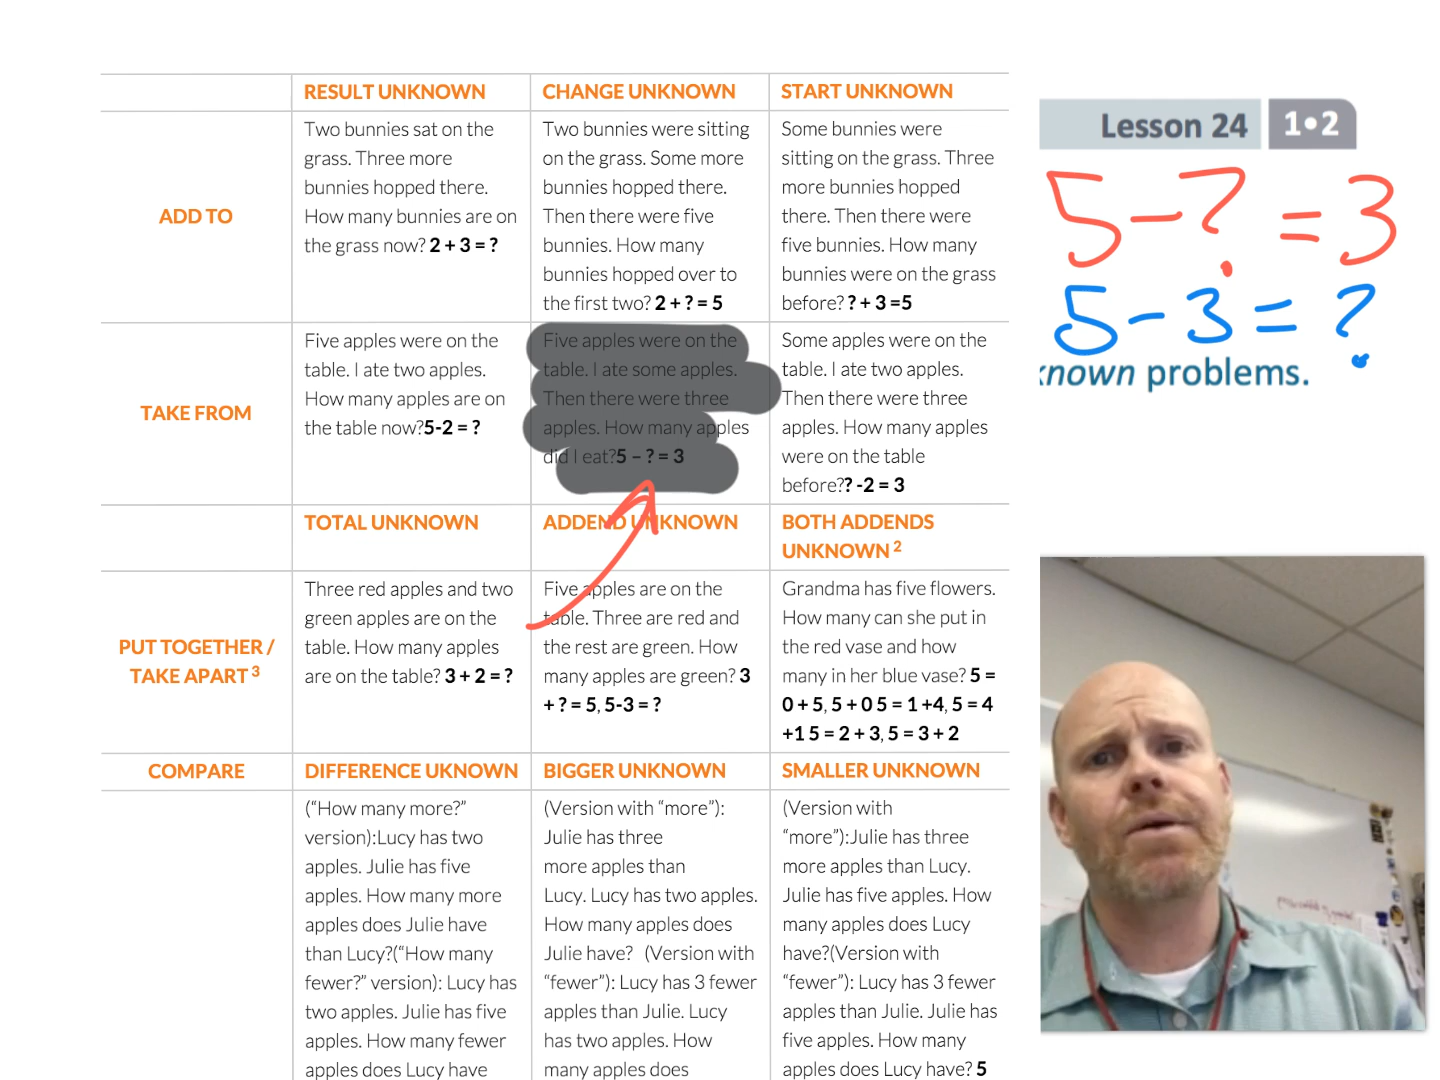 RESULT UNKNOWN
CHANGE UNKNOWN
START UNKNOWN
ADD TO
Two bunnies sat on the
grass. Three more
bunnies hopped there.
How many bunnies are on
the grass now? 2 + 3 = ?
Two bunnies were sitting
on the grass. Some more
bunnies hopped there.
Then there were five
bunnies. How many
bunnies hopped over to
the first two? 2 + ? = 5
Some bunnies were
sitting on the grass. Three
more bunnies hopped
there. Then there were
five bunnies. How many
bunnies were on the grass
before? ? + 3 =5
TAKE FROM
Five apples were on the
table. I ate two apples.
How many apples are on
the table now?5-2 = ?
Five apples were on the
table. I ate some apples.
Then there were three
apples. How many apples
did I eat?5 – ? = 3
Some apples were on the
table. I ate two apples.
Then there were three
apples. How many apples
were on the table
before?? -2 = 3
TOTAL UNKNOWN
ADDEND UNKNOWN
BOTH ADDENDS
UNKNOWN 2
PUT TOGETHER /
TAKE APART 3
Three red apples and two
green apples are on the
table. How many apples
are on the table? 3 + 2 = ?
Five apples are on the
table. Three are red and
the rest are green. How
many apples are green? 3
+ ? = 5, 5-3 = ?
Grandma has five flowers.
How many can she put in
the red vase and how
many in her blue vase? 5 =
0 + 5, 5 + 0 5 = 1 +4, 5 = 4
+1 5 = 2 + 3, 5 = 3 + 2
COMPARE
DIFFERENCE UKNOWN
BIGGER UNKNOWN
SMALLER UNKNOWN
(“How many more?”
version):Lucy has two
apples. Julie has five
apples. How many more
apples does Julie have
than Lucy?(“How many
fewer?” version): Lucy has
two apples. Julie has five
apples. How many fewer
apples does Lucy have
(Version with “more”):
Julie has three
more apples than
Lucy. Lucy has two apples.
How many apples does
Julie have? (Version with
“fewer”): Lucy has 3 fewer
apples than Julie. Lucy
has two apples. How
many apples does
(Version with
“more”):Julie has three
more apples than Lucy.
Julie has five apples. How
many apples does Lucy
have?(Version with
“fewer”): Lucy has 3 fewer
apples than Julie. Julie has
five apples. How many
apples does Lucy have? 5
Lesson 24 1•2
5-?=3
5-3=?
known problems.